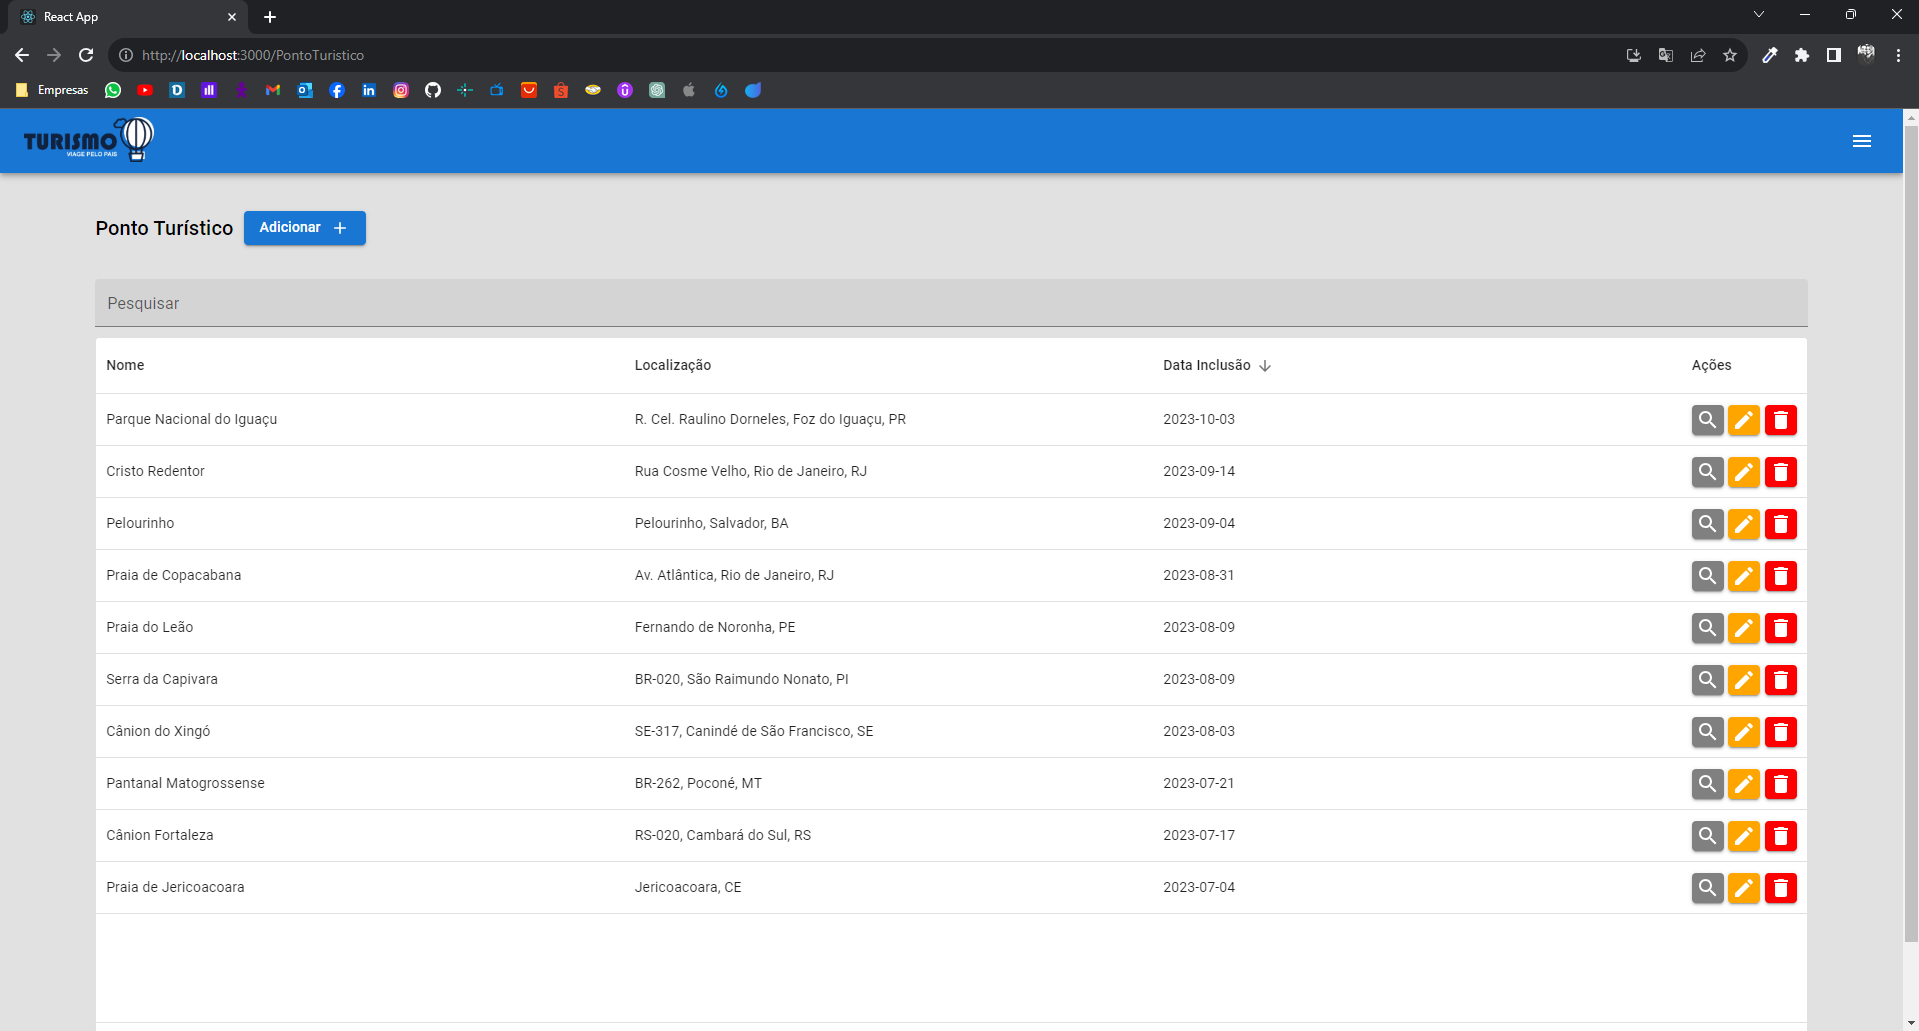 React App
http://localhost:3000/PontoTuristico
Empresas
TURISMO
VIAGE PELO PAIS
Ponto Turístico
Adicionar +
Pesquisar
Nome Localização Data Inclusão Ações
Parque Nacional do Iguaçu R. Cel. Raulino Dorneles, Foz do Iguaçu, PR 2023-10-03
Cristo Redentor Rua Cosme Velho, Rio de Janeiro, RJ 2023-09-14
Pelourinho Pelourinho, Salvador, BA 2023-09-04
Praia de Copacabana Av. Atlântica, Rio de Janeiro, RJ 2023-08-31
Praia do Leão Fernando de Noronha, PE 2023-08-09
Serra da Capivara BR-020, São Raimundo Nonato, PI 2023-08-09
Cânion do Xingó SE-317, Canindé de São Francisco, SE 2023-08-03
Pantanal Matogrossense BR-262, Poconé, MT 2023-07-21
Cânion Fortaleza RS-020, Cambará do Sul, RS 2023-07-17
Praia de Jericoacoara Jericoacoara, CE 2023-07-04